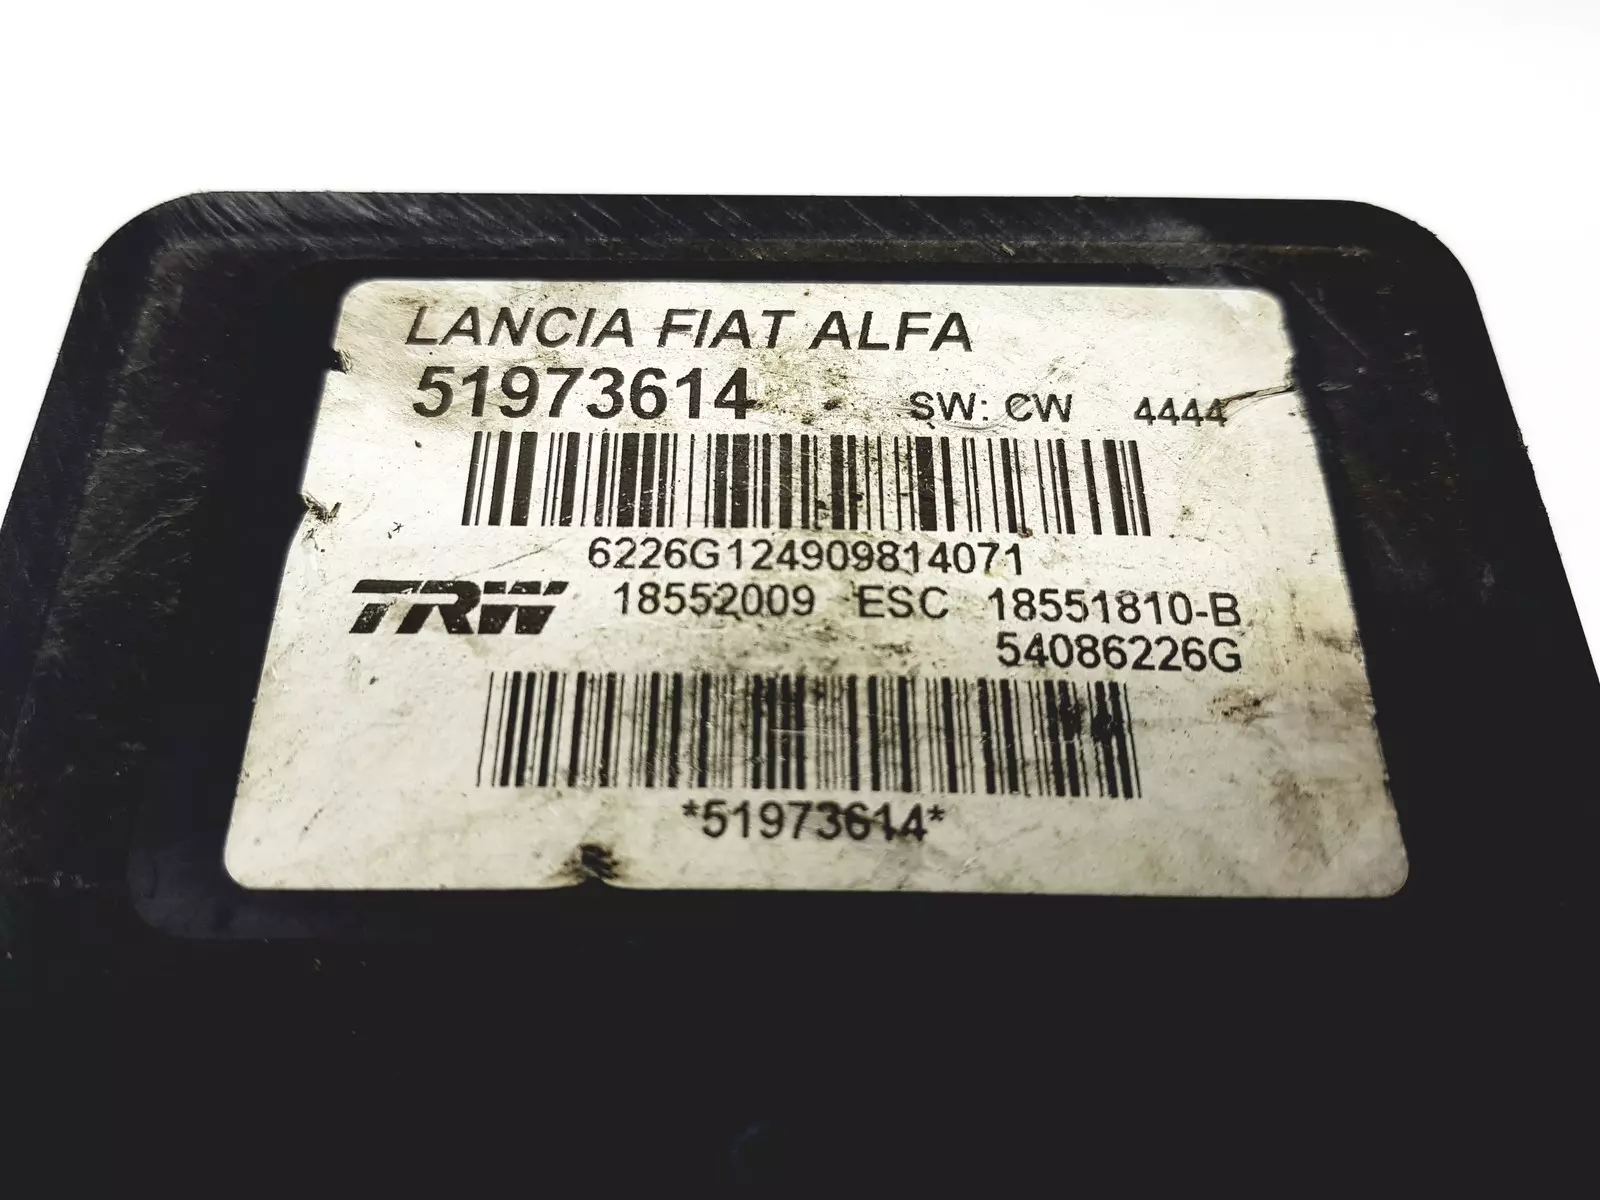 LANCIA FIAT ALFA
51973614 SW: CW 4444
6226G124909814071
TRW 18552009 ESC 18551810-B
54086226G
*51973614*